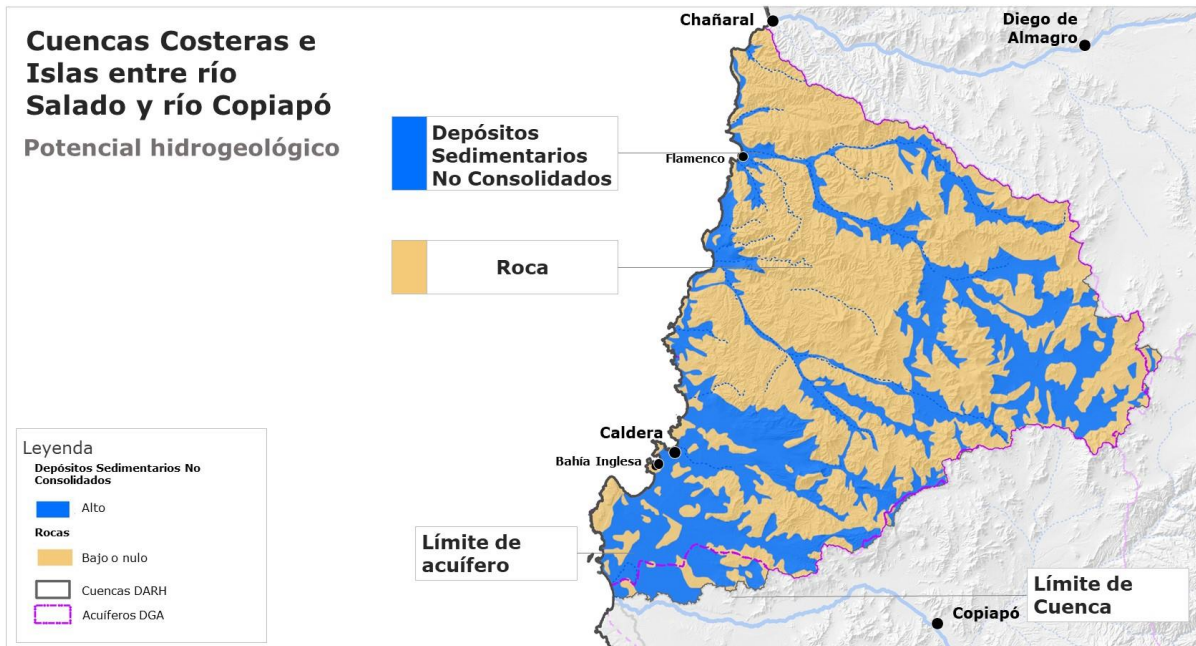 Cuencas Costeras e
Islas entre río
Salado y río Copiapó
Potencial hidrogeológico
Chañaral
Diego de
Almagro
Depósitos
Sedimentarios
No Consolidados
Flamenco
Roca
Caldera
Bahía Inglesa
Límite de
acuífero
Límite de
Cuenca
Copiapó
Leyenda
Depósitos Sedimentarios No
Consolidados
Alto
Rocas
Bajo o nulo
Cuencas DARH
Acuíferos DGA